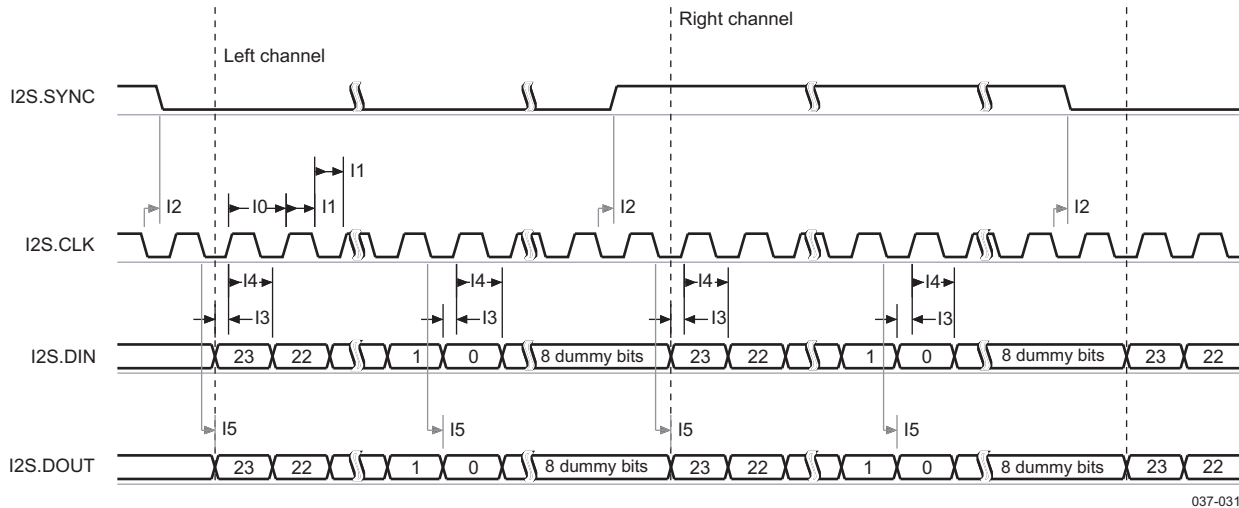 Right channel
Left channel
I2S.SYNC
I1
I2 I0 I1 I2 I2
I2S.CLK
I4 I4 I4 I4
I3 I3 I3 I3
I2S.DIN 23 22 1 0 8 dummy bits 23 22 1 0 8 dummy bits 23 22
I5 I5 I5 I5
I2S.DOUT 23 22 1 0 8 dummy bits 23 22 1 0 8 dummy bits 23 22
037-031